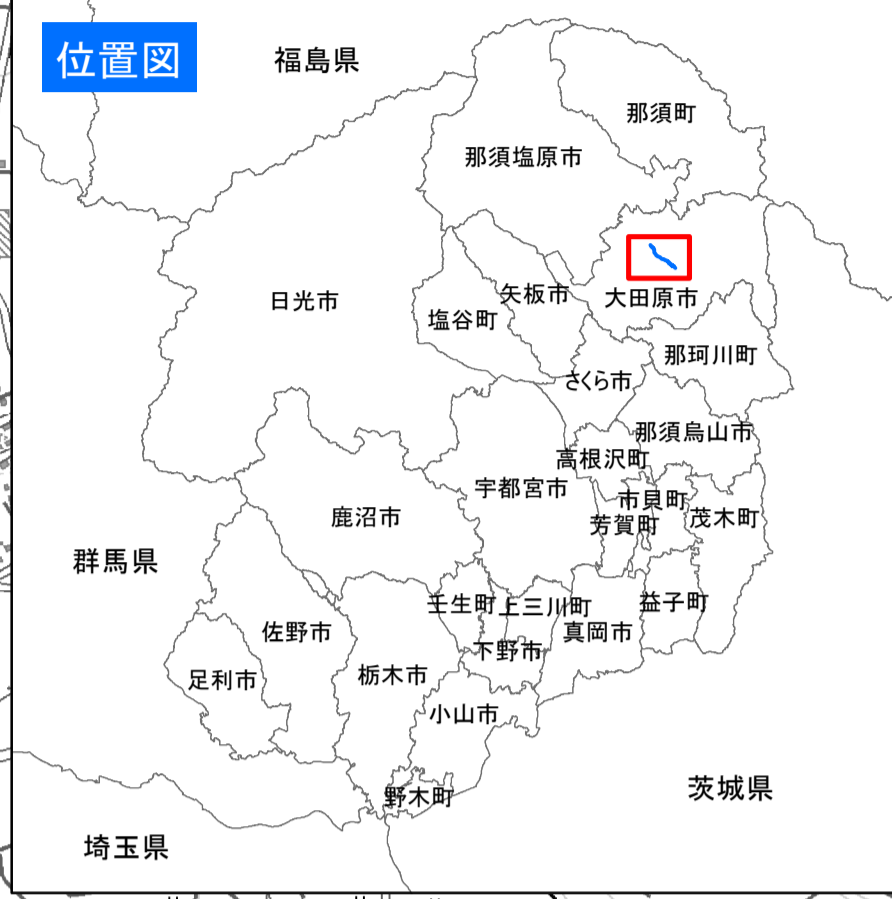 位置図
福島県
那須町
那須塩原市
大田原市
日光市
矢板市
塩谷町
那珂川町
さくら市
那須烏山市
高根沢町
宇都宮市
市貝町
芳賀町
茂木町
鹿沼市
群馬県
壬生町
上三川町
益子町
佐野市
真岡市
下野市
足利市
栃木市
小山市
野木町
茨城県
埼玉県